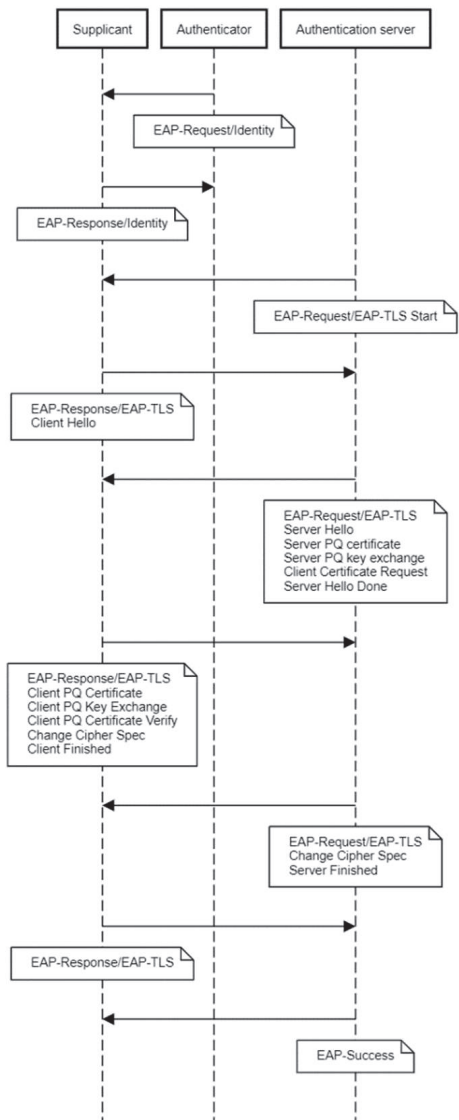 Supplicant
Authenticator
Authentication server
EAP-Request/Identity
EAP-Response/Identity
EAP-Request/EAP-TLS Start
EAP-Response/EAP-TLS
Client Hello
EAP-Request/EAP-TLS
Server Hello
Server PQ certificate
Server PQ key exchange
Client Certificate Request
Server Hello Done
EAP-Response/EAP-TLS
Client PQ Certificate
Client PQ Key Exchange
Client PQ Certificate Verify
Change Cipher Spec
Client Finished
EAP-Request/EAP-TLS
Change Cipher Spec
Server Finished
EAP-Response/EAP-TLS
EAP-Success